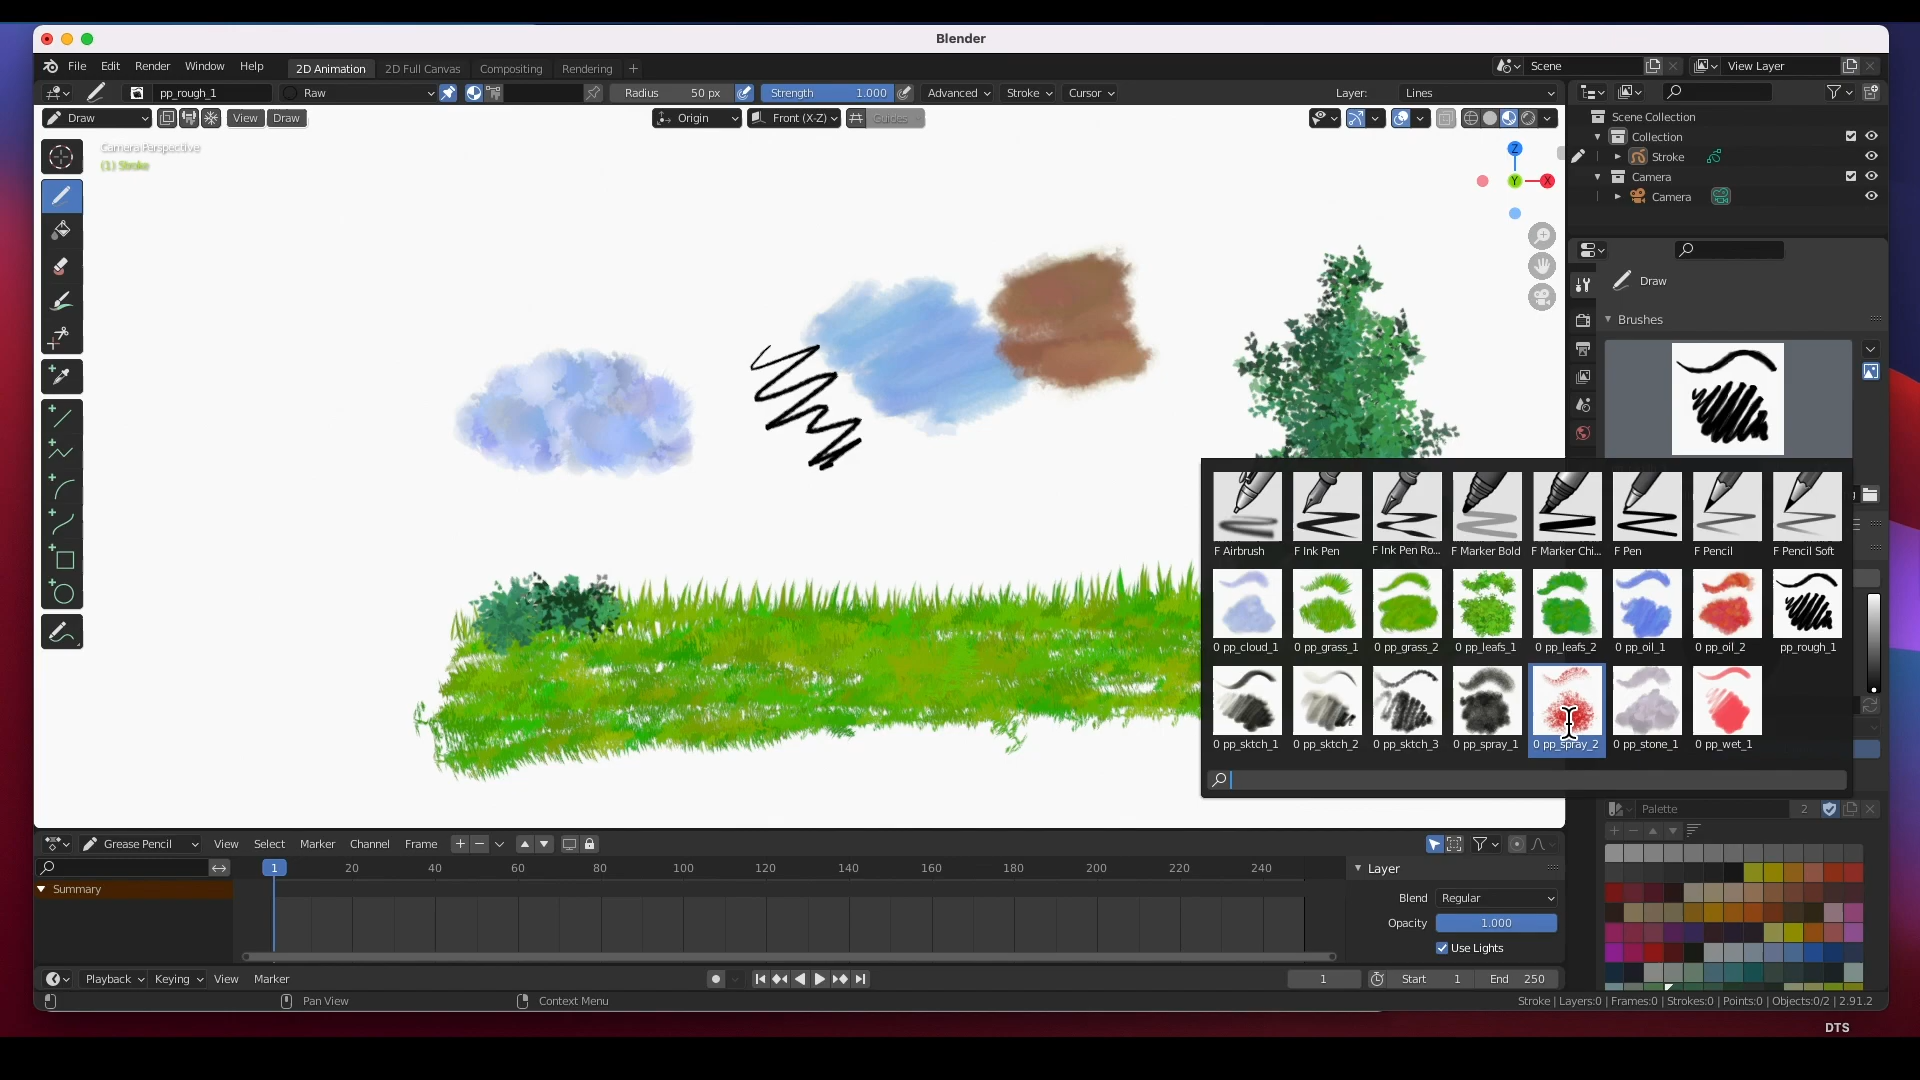 Blender
File Edit Render Window Help
2D Animation 2D Full Canvas Compositing Rendering +
Scene View Layer
pp_rough_1 Raw Radius 50 px Strength 1.000 Advanced Stroke Cursor Layer: Lines
Draw View Draw Origin Front (X-Z) Guides
Camera Perspective
(1) Stroke
Z
Y X
Scene Collection
Collection
Stroke
Camera
Camera
Draw
Brushes
F Airbrush F Ink Pen F Ink Pen Ro... F Marker Bold F Marker Chi... F Pen F Pencil F Pencil Soft
0 pp_cloud_1 0 pp_grass_1 0 pp_grass_2 0 pp_leafs_1 0 pp_leafs_2 0 pp_oil_1 0 pp_oil_2 pp_rough_1
0 pp_sktch_1 0 pp_sktch_2 0 pp_sktch_3 0 pp_spray_1 0 pp_spray_2 0 pp_stone_1 0 pp_wet_1
Palette 2
Grease Pencil View Select Marker Channel Frame
1 20 40 60 80 100 120 140 160 180 200 220 240
Summary
Layer
Blend Regular
Opacity 1.000
Use Lights
Playback Keying View Marker 1 Start 1 End 250
Pan View Context Menu Stroke | Layers:0 | Frames:0 | Strokes:0 | Points:0 | Objects:0/2 | 2.91.2
DTS